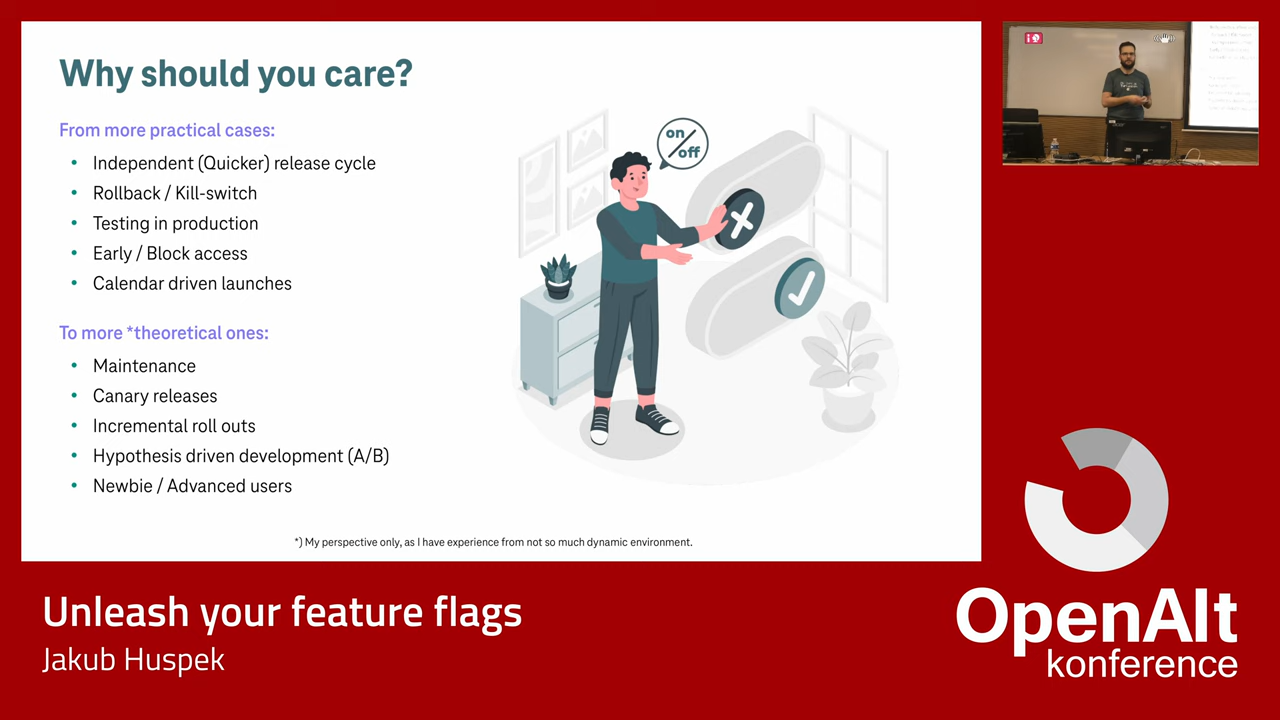 Why should you care?
From more practical cases:
• Independent (Quicker) release cycle
• Rollback / Kill-switch
• Testing in production
• Early / Block access
• Calendar driven launches
To more *theoretical ones:
• Maintenance
• Canary releases
• Incremental roll outs
• Hypothesis driven development (A/B)
• Newbie / Advanced users
*) My perspective only, as I have experience from not so much dynamic environment.
on/off
Unleash your feature flags
Jakub Huspek
OpenAlt
konference